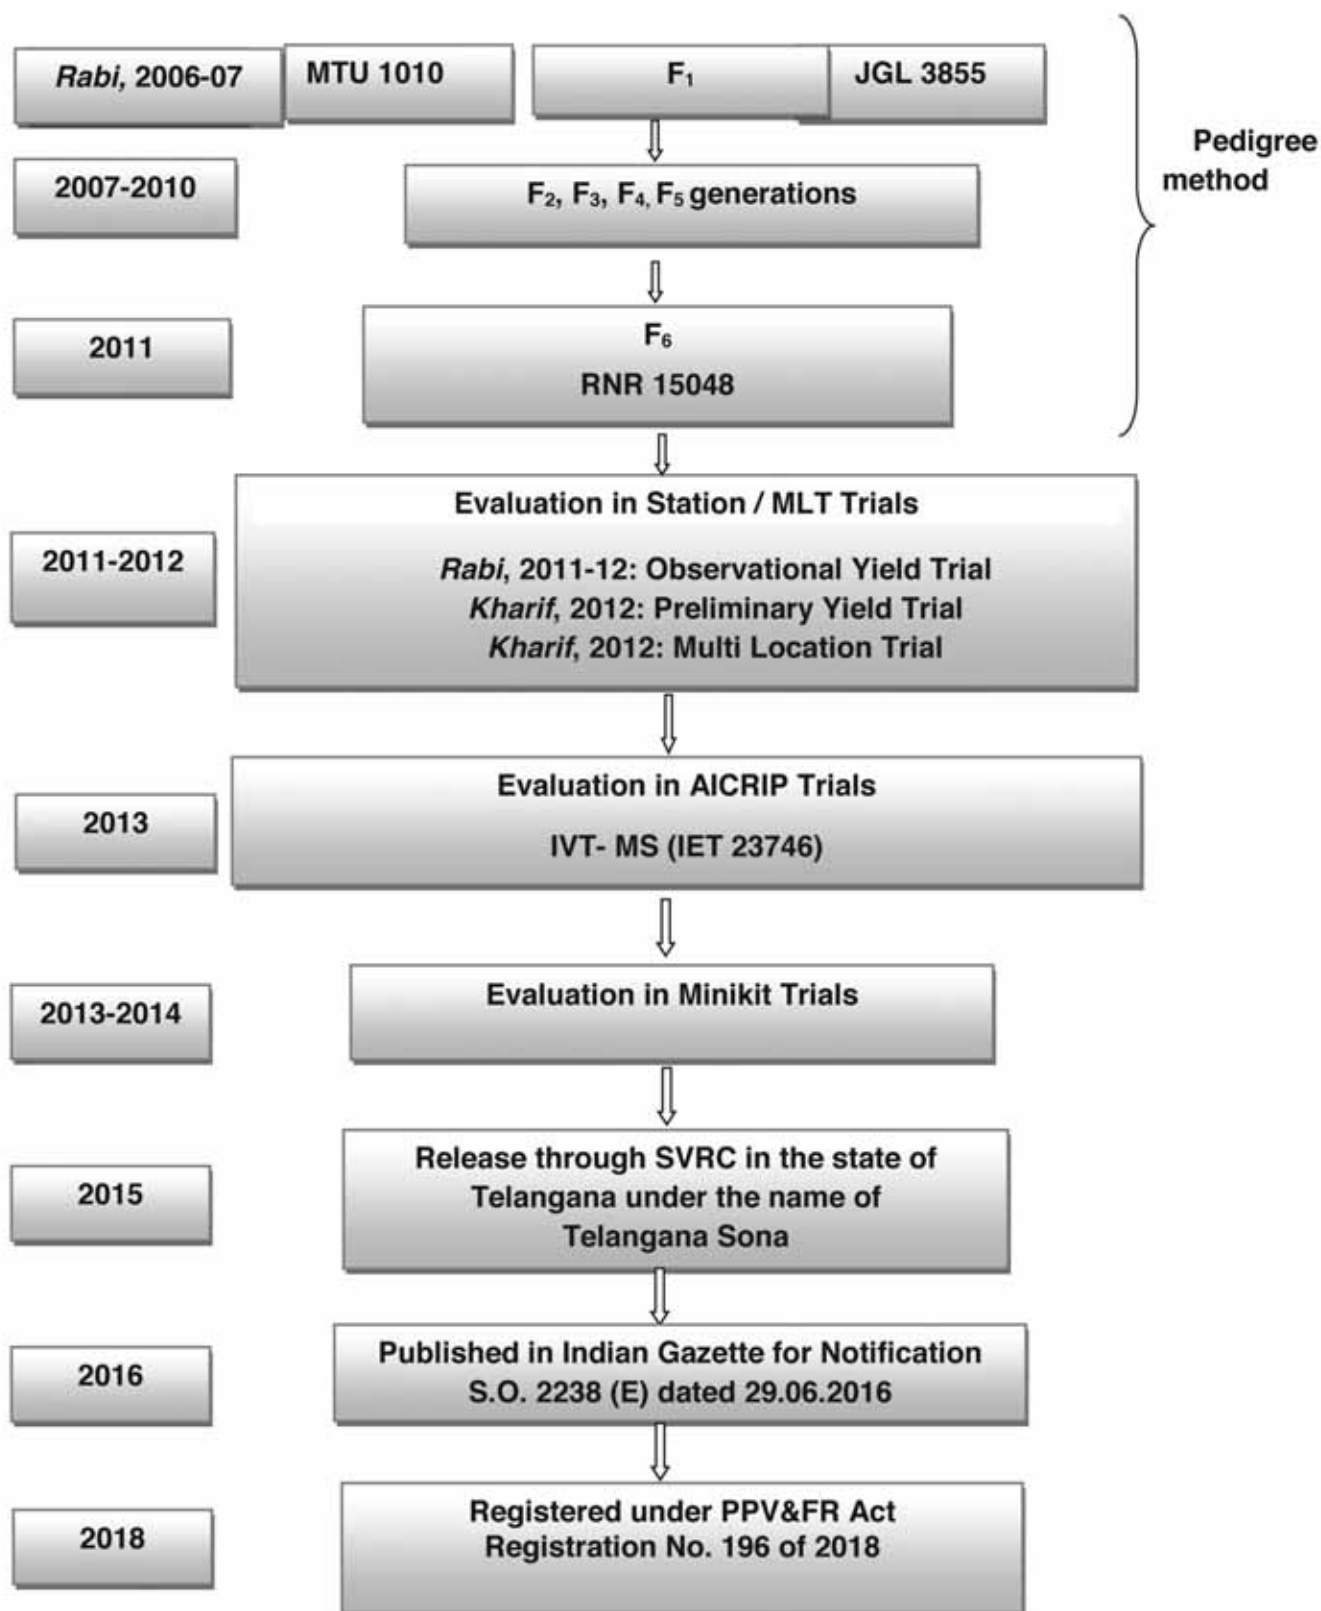 Rabi, 2006-07 MTU 1010 F₁ JGL 3855
Pedigree
method
2007-2010 F₂, F₃, F₄, F₅ generations
2011 F₆
RNR 15048
Evaluation in Station / MLT Trials
2011-2012
Rabi, 2011-12: Observational Yield Trial
Kharif, 2012: Preliminary Yield Trial
Kharif, 2012: Multi Location Trial
Evaluation in AICRIP Trials
2013
IVT- MS (IET 23746)
2013-2014 Evaluation in Minikit Trials
2015
Release through SVRC in the state of
Telangana under the name of
Telangana Sona
2016
Published in Indian Gazette for Notification
S.O. 2238 (E) dated 29.06.2016
2018
Registered under PPV&FR Act
Registration No. 196 of 2018